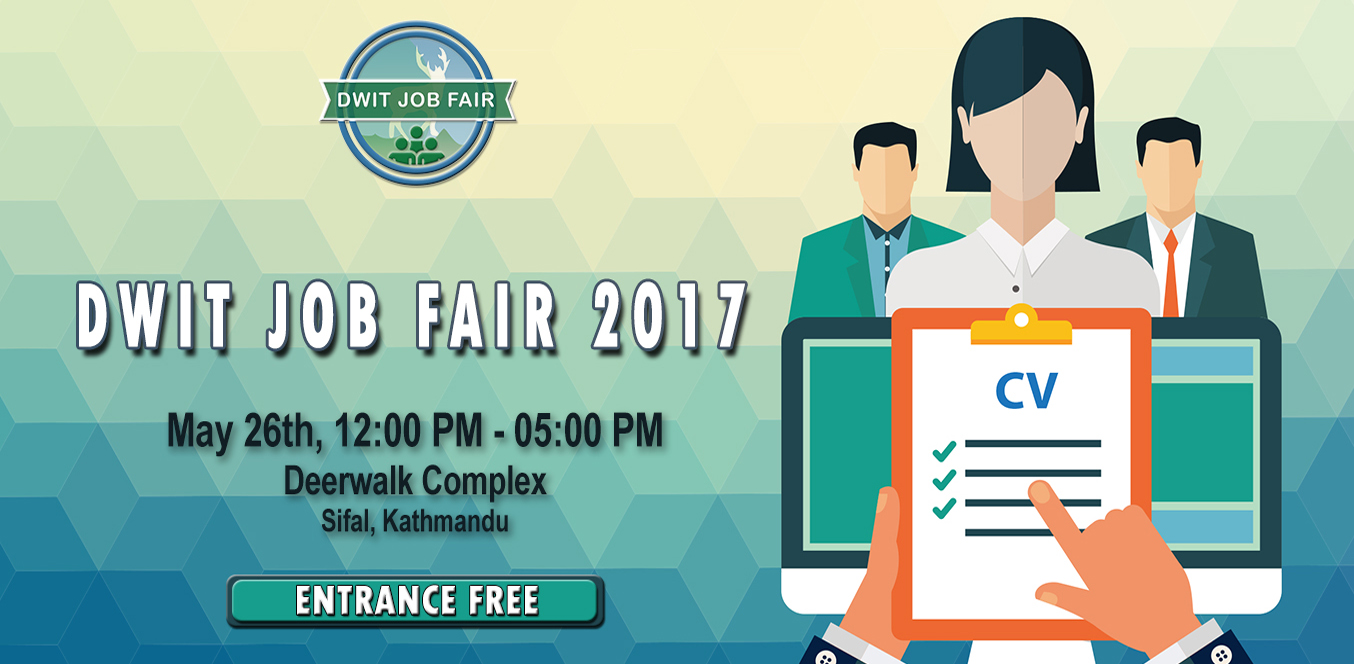 DWIT JOB FAIR
DWIT JOB FAIR 2017
May 26th, 12:00 PM - 05:00 PM
Deerwalk Complex
Sifal, Kathmandu
ENTRANCE FREE
CV